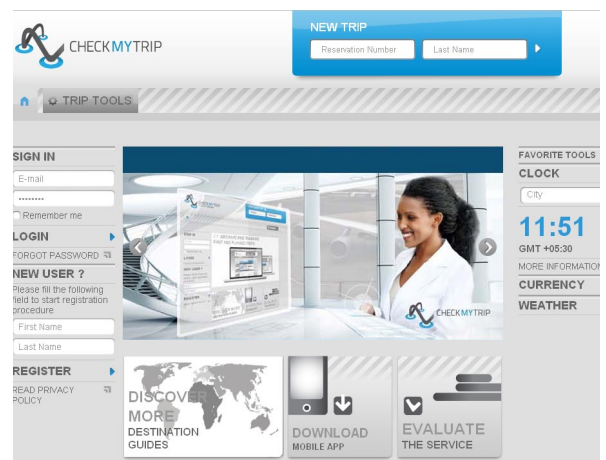 CHECKMYTRIP
NEW TRIP
Reservation Number
Last Name
TRIP TOOLS
SIGN IN
E-mail
••••••••
Remember me
LOGIN
FORGOT PASSWORD
NEW USER ?
Please fill the following
field to start registration
procedure
First Name
Last Name
REGISTER
READ PRIVACY
POLICY
CHECKMYTRIP
FAVORITE TOOLS
CLOCK
City
11:51
GMT +05:30
MORE INFORMATION
CURRENCY
WEATHER
DISCOVER
MORE
DESTINATION
GUIDES
DOWNLOAD
MOBILE APP
EVALUATE
THE SERVICE